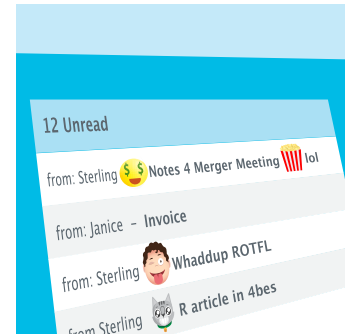 12 Unread
from: Sterling Notes 4 Merger Meeting lol
from: Janice - Invoice
from: Sterling Whaddup ROTFL
from: Sterling R article in 4bes